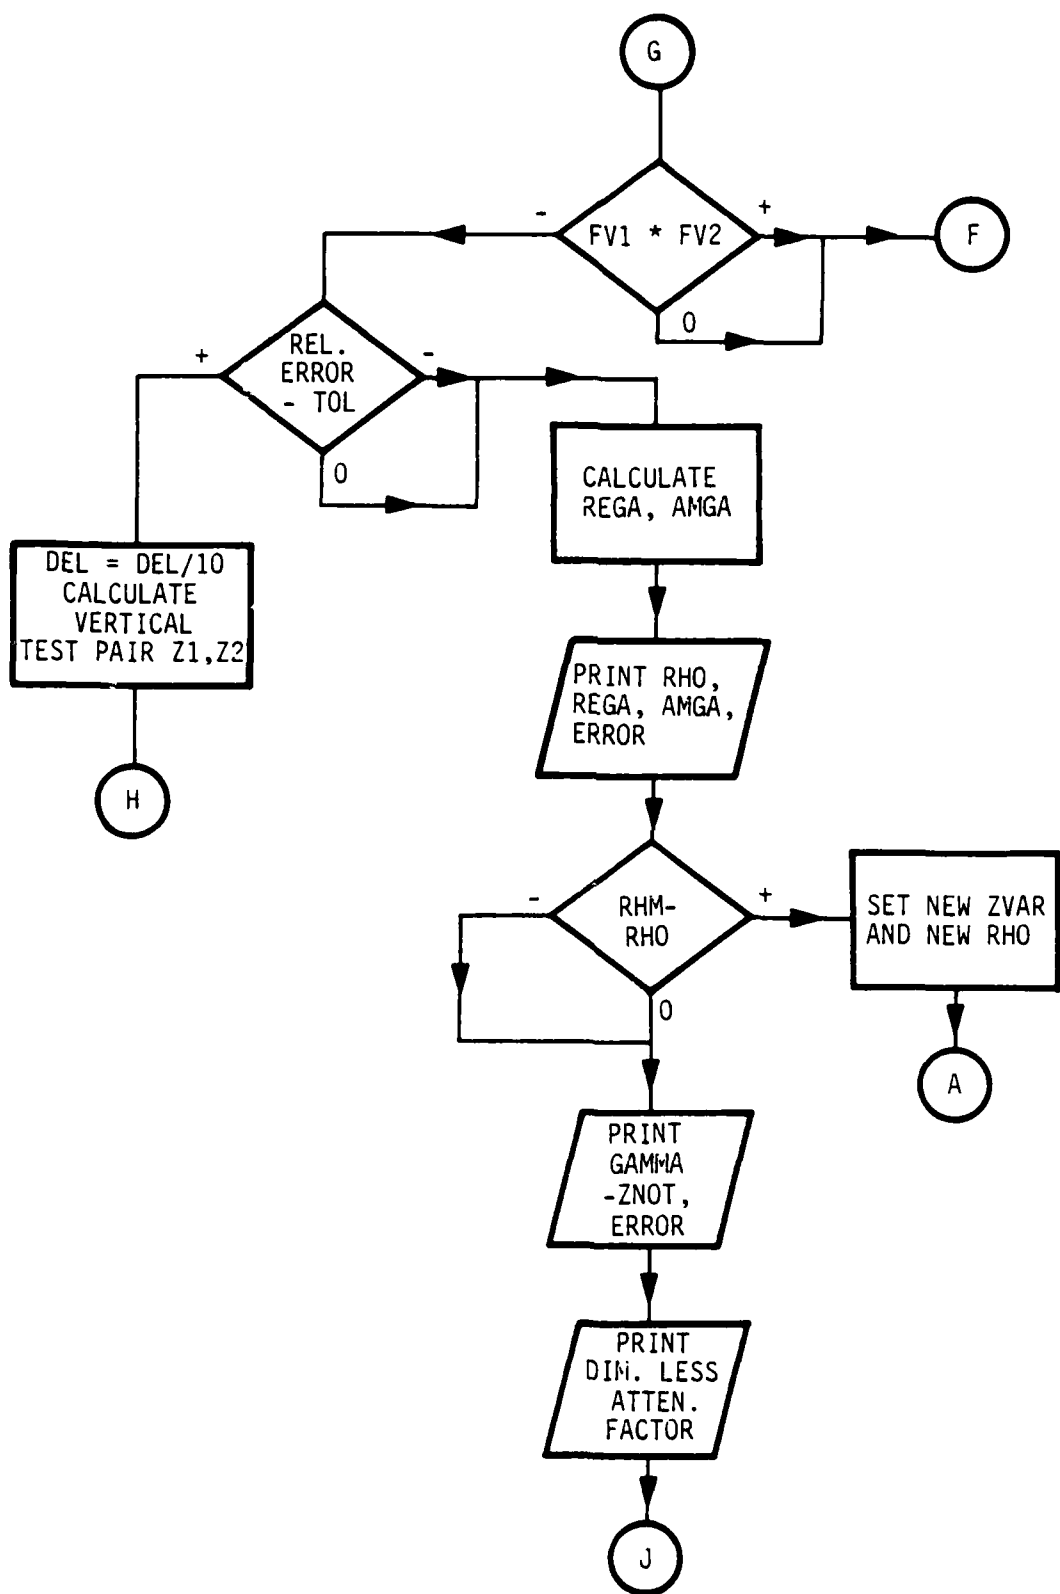 G
-
FV1 * FV2
+
F
0
+
REL.
ERROR
- TOL
-
0
CALCULATE
REGA, AMGA
DEL = DEL/10
CALCULATE
VERTICAL
TEST PAIR Z1,Z2
H
PRINT RHO,
REGA, AMGA,
ERROR
-
RHM-
RHO
+
0
SET NEW ZVAR
AND NEW RHO
A
PRINT
GAMMA
-ZNOT,
ERROR
PRINT
DIM. LESS
ATTEN.
FACTOR
J